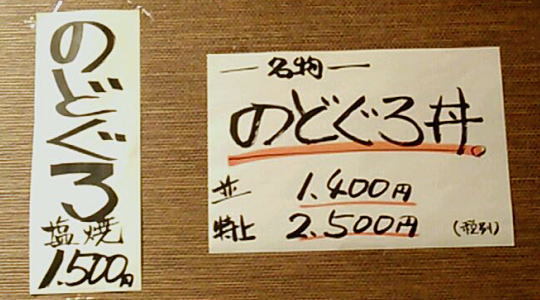 のどぐろ
塩焼
1.500円
名物
のどぐろ丼
並 1.400円
特上 2.500円 (税別)